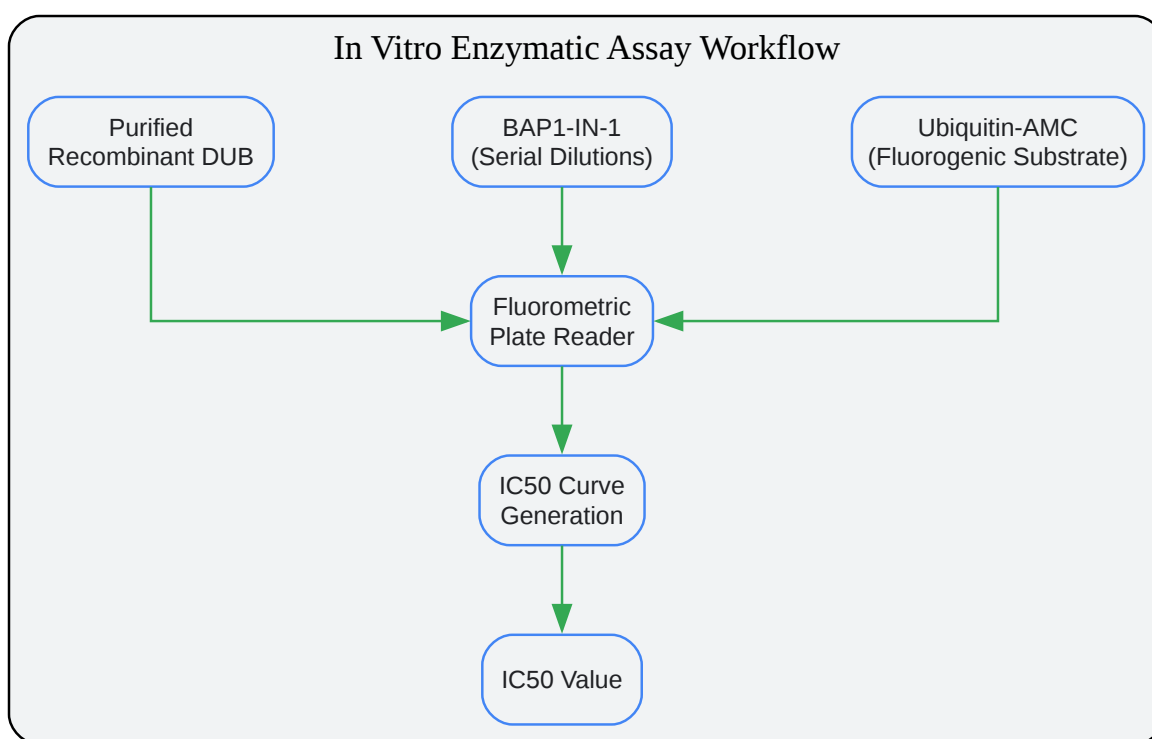 In Vitro Enzymatic Assay Workflow
Purified
Recombinant DUB
BAP1-IN-1
(Serial Dilutions)
Ubiquitin-AMC
(Fluorogenic Substrate)
Fluorometric
Plate Reader
IC50 Curve
Generation
IC50 Value